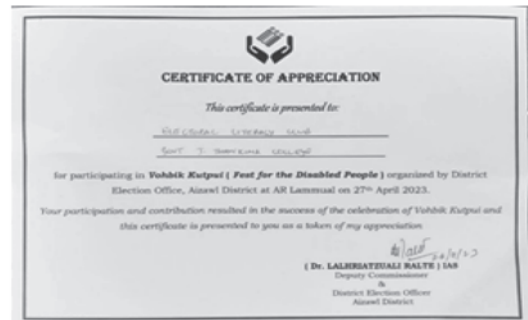 CERTIFICATE OF APPRECIATION
This certificate is presented to:
ELECTORAL LITERACY CLUB
GOVT J. COLLEGE
for participating in Vohbik Kutpui ( Fest for the Disabled People ) organized by District
Election Office, Aizawl District at AR Lammual on 27th April 2023.
Your participation and contribution resulted in the success of the celebration of Vohbik Kutpui and
this certificate is presented to you as a token of my appreciation
( Dr. LALHRIATZUALI RALTE ) IAS
Deputy Commissioner
&
District Election Officer
Aizawl District